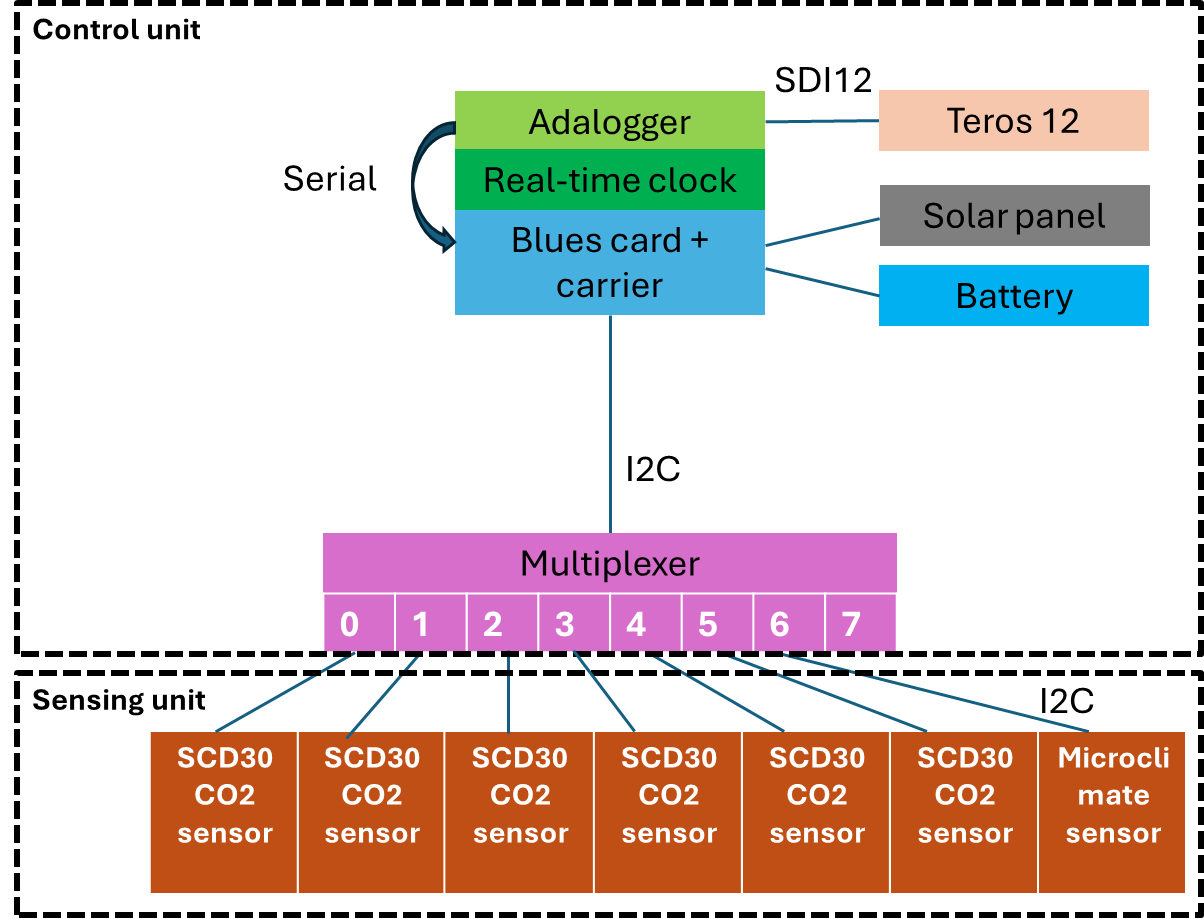 Control unit
SDI12
Adalogger
Teros 12
Serial
Real-time clock
Solar panel
Blues card +
carrier
Battery
I2C
Multiplexer
0 1 2 3 4 5 6 7
Sensing unit
I2C
SCD30
CO2
sensor
SCD30
CO2
sensor
SCD30
CO2
sensor
SCD30
CO2
sensor
SCD30
CO2
sensor
SCD30
CO2
sensor
Microcli
mate
sensor